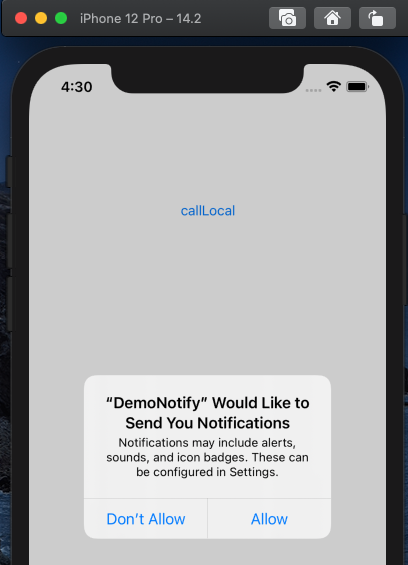 iPhone 12 Pro – 14.2
4:30
callLocal
“DemoNotify” Would Like to
Send You Notifications
Notifications may include alerts,
sounds, and icon badges. These can
be configured in Settings.
Don’t Allow
Allow